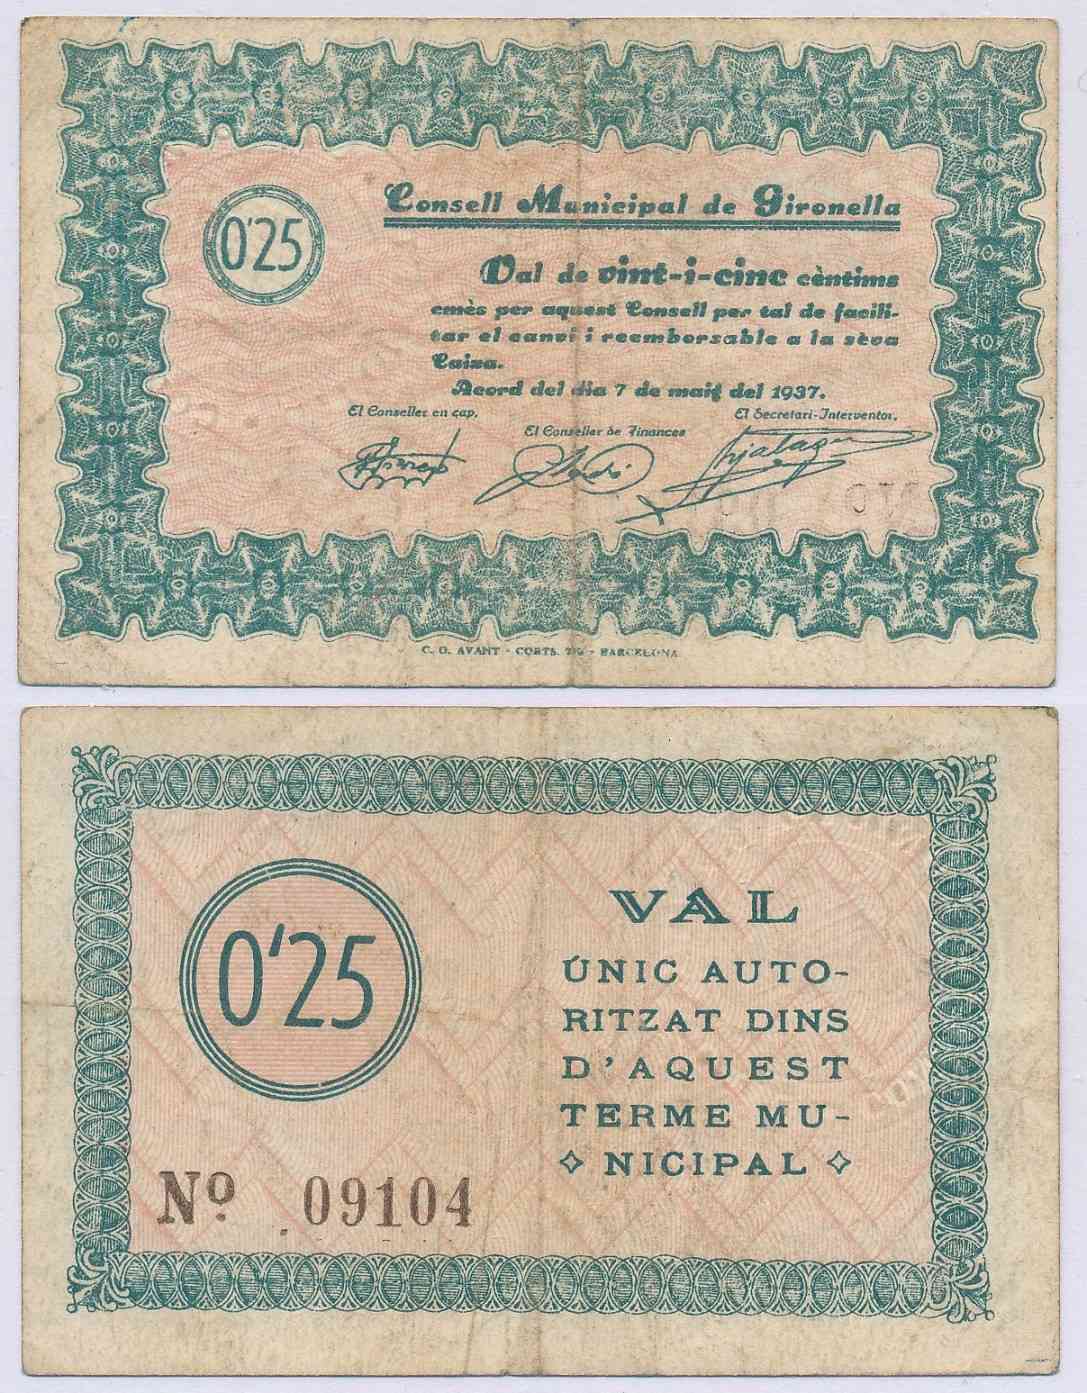 0'25
Consell Municipal de Gironella
Val de vint-i-cinc cèntims
emès per aquest Consell per tal de facili-
tar el canvi i reemborsable a la sèva
Caixa.
Acord del dia 7 de maig del 1937.
El Conseller en cap.
El Secretari-Interventor.
El Conseller de Finances
C. O. AVANT - CORTS, - BARCELONA
0'25
VAL
ÚNIC AUTO-
RITZAT DINS
D'AQUEST
TERME MU-
NICIPAL
Nº 09104